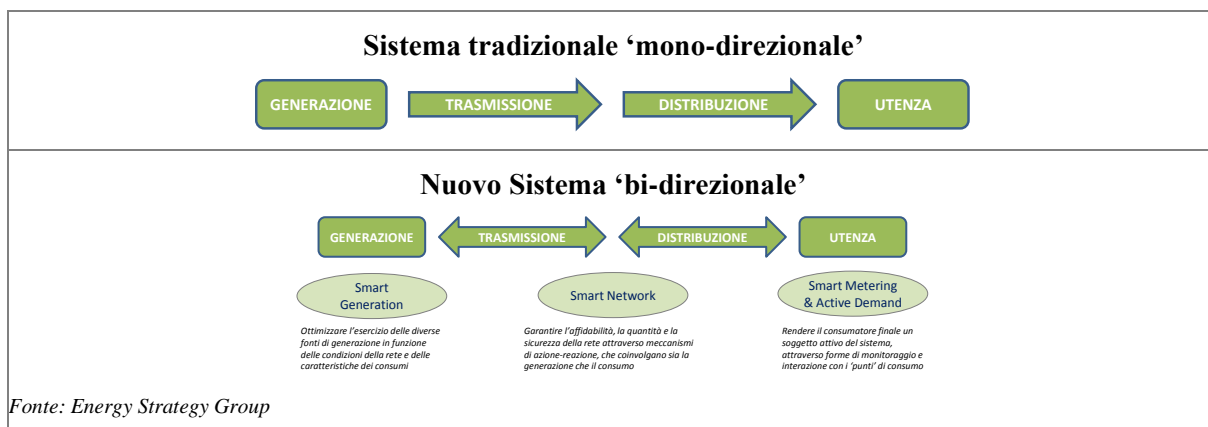 Sistema tradizionale ‘mono-direzionale’
GENERAZIONE TRASMISSIONE DISTRIBUZIONE UTENZA
Nuovo Sistema ‘bi-direzionale’
GENERAZIONE TRASMISSIONE DISTRIBUZIONE UTENZA
Smart
Generation
Smart Network
Smart Metering
& Active Demand
Ottimizzare l’esercizio delle diverse
fonti di generazione in funzione
delle condizioni della rete e delle
caratteristiche dei consumi
Garantire l’affidabilità, la quantità e la
sicurezza della rete attraverso meccanismi
di azione-reazione, che coinvolgano sia la
generazione che il consumo
Rendere il consumatore finale un
soggetto attivo del sistema,
attraverso forme di monitoraggio e
interazione con i ‘punti’ di consumo
Fonte: Energy Strategy Group